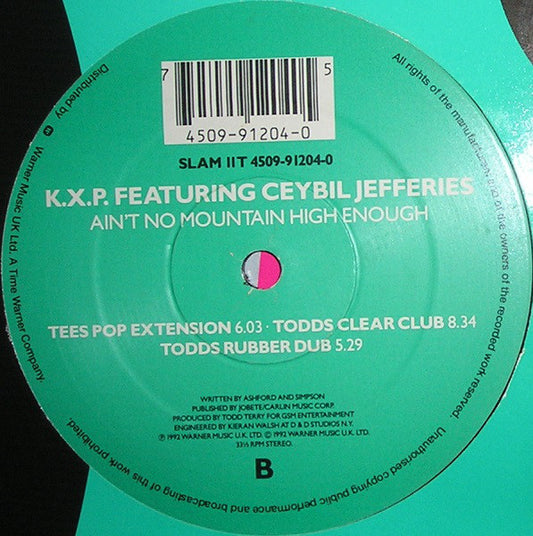 7 5
4509-91204-0
SLAM 11T 4509-91204-0
K.X.P. FEATURING CEYBIL JEFFERIES
AIN'T NO MOUNTAIN HIGH ENOUGH
TEES POP EXTENSION 6.03 · TODDS CLEAR CLUB 8.34
TODDS RUBBER DUB 5.29
WRITTEN BY ASHFORD AND SIMPSON
PUBLISHED BY JOBETE/CARLIN MUSIC CORP.
PRODUCED BY TODD TERRY FOR GSM ENTERTAINMENT
ENGINEERED BY KIERAN WALSH AT D & D STUDIOS N.Y.
℗ 1992 WARNER MUSIC U.K. LTD. © 1992 WARNER MUSIC U.K. LTD.
33⅓ RPM STEREO.
B
All rights of the manufacturer and of the owners of the recorded work reserved. Unauthorised copying public performance and broadcasting of this work prohibited. Distributed by Warner Music UK Ltd. A Time Warner Company.